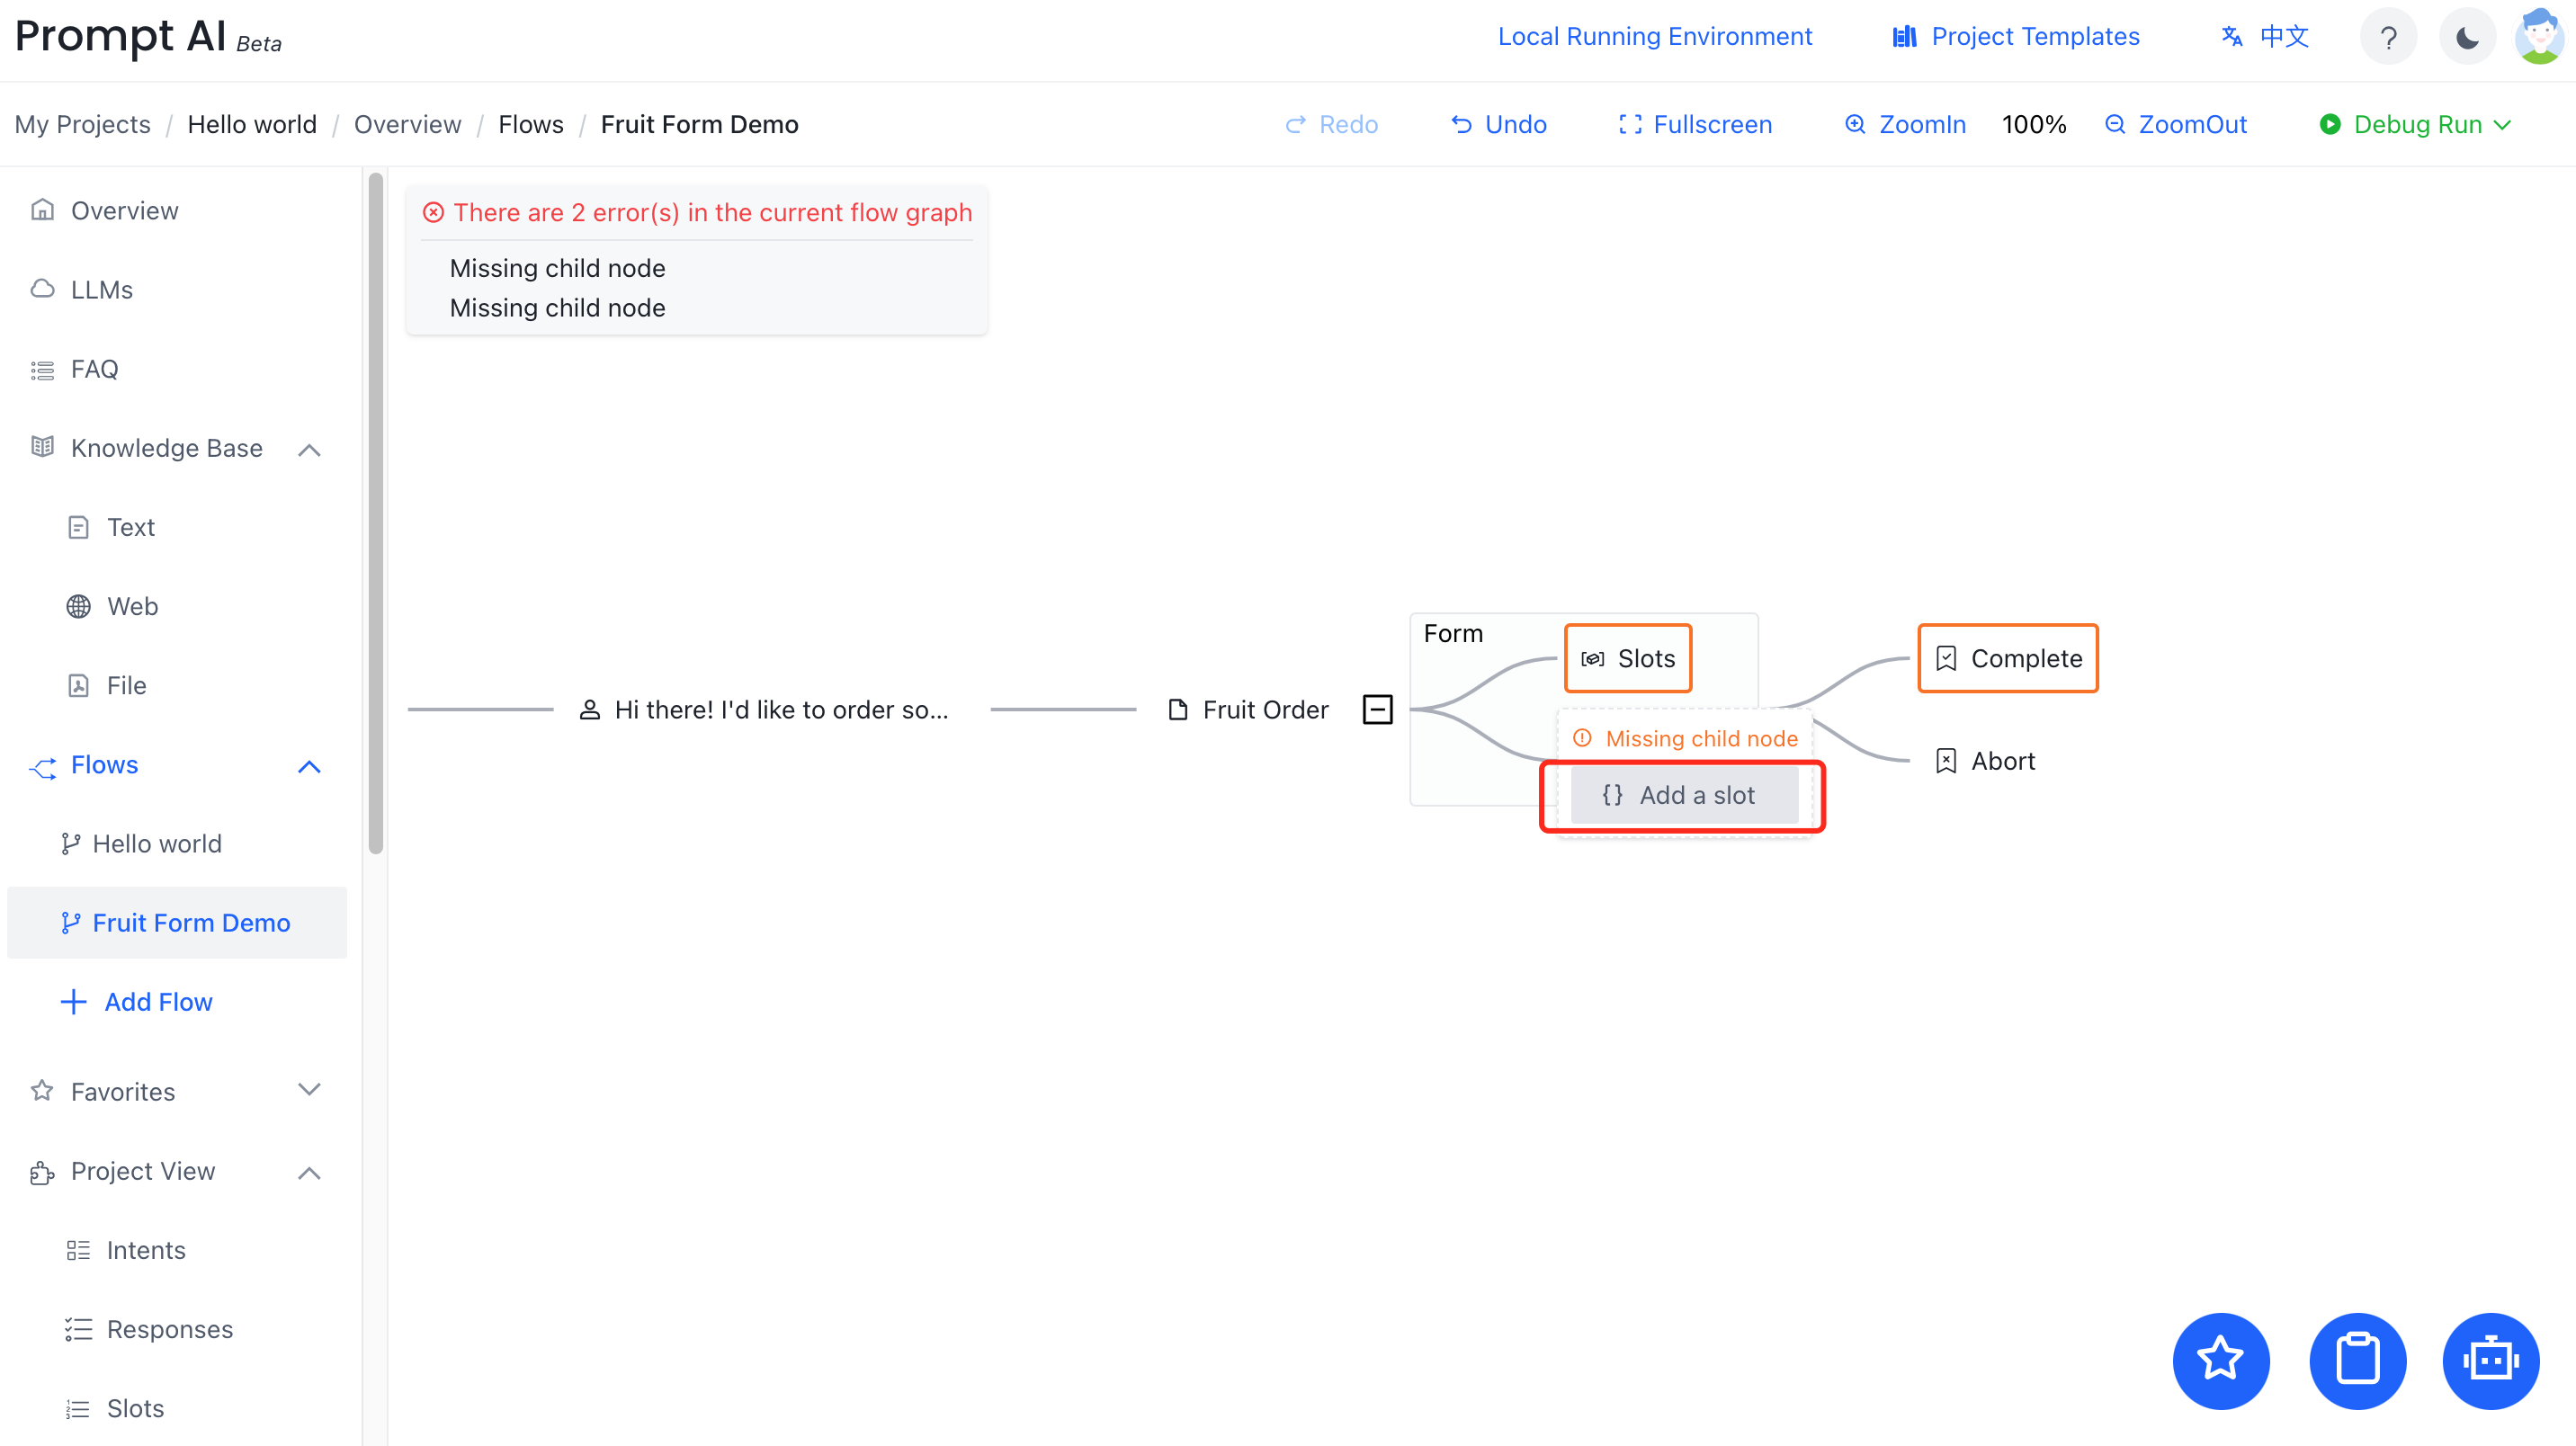 Prompt AI Beta
Local Running Environment
Project Templates
中文
?
My Projects / Hello world / Overview / Flows / Fruit Form Demo
Redo
Undo
Fullscreen
ZoomIn
100%
ZoomOut
Debug Run
Overview
LLMs
FAQ
Knowledge Base
Text
Web
File
Flows
Hello world
Fruit Form Demo
Add Flow
Favorites
Project View
Intents
Responses
Slots
There are 2 error(s) in the current flow graph
Missing child node
Missing child node
Hi there! I'd like to order so...
Fruit Order
Form
Slots
Missing child node
{} Add a slot
Complete
Abort